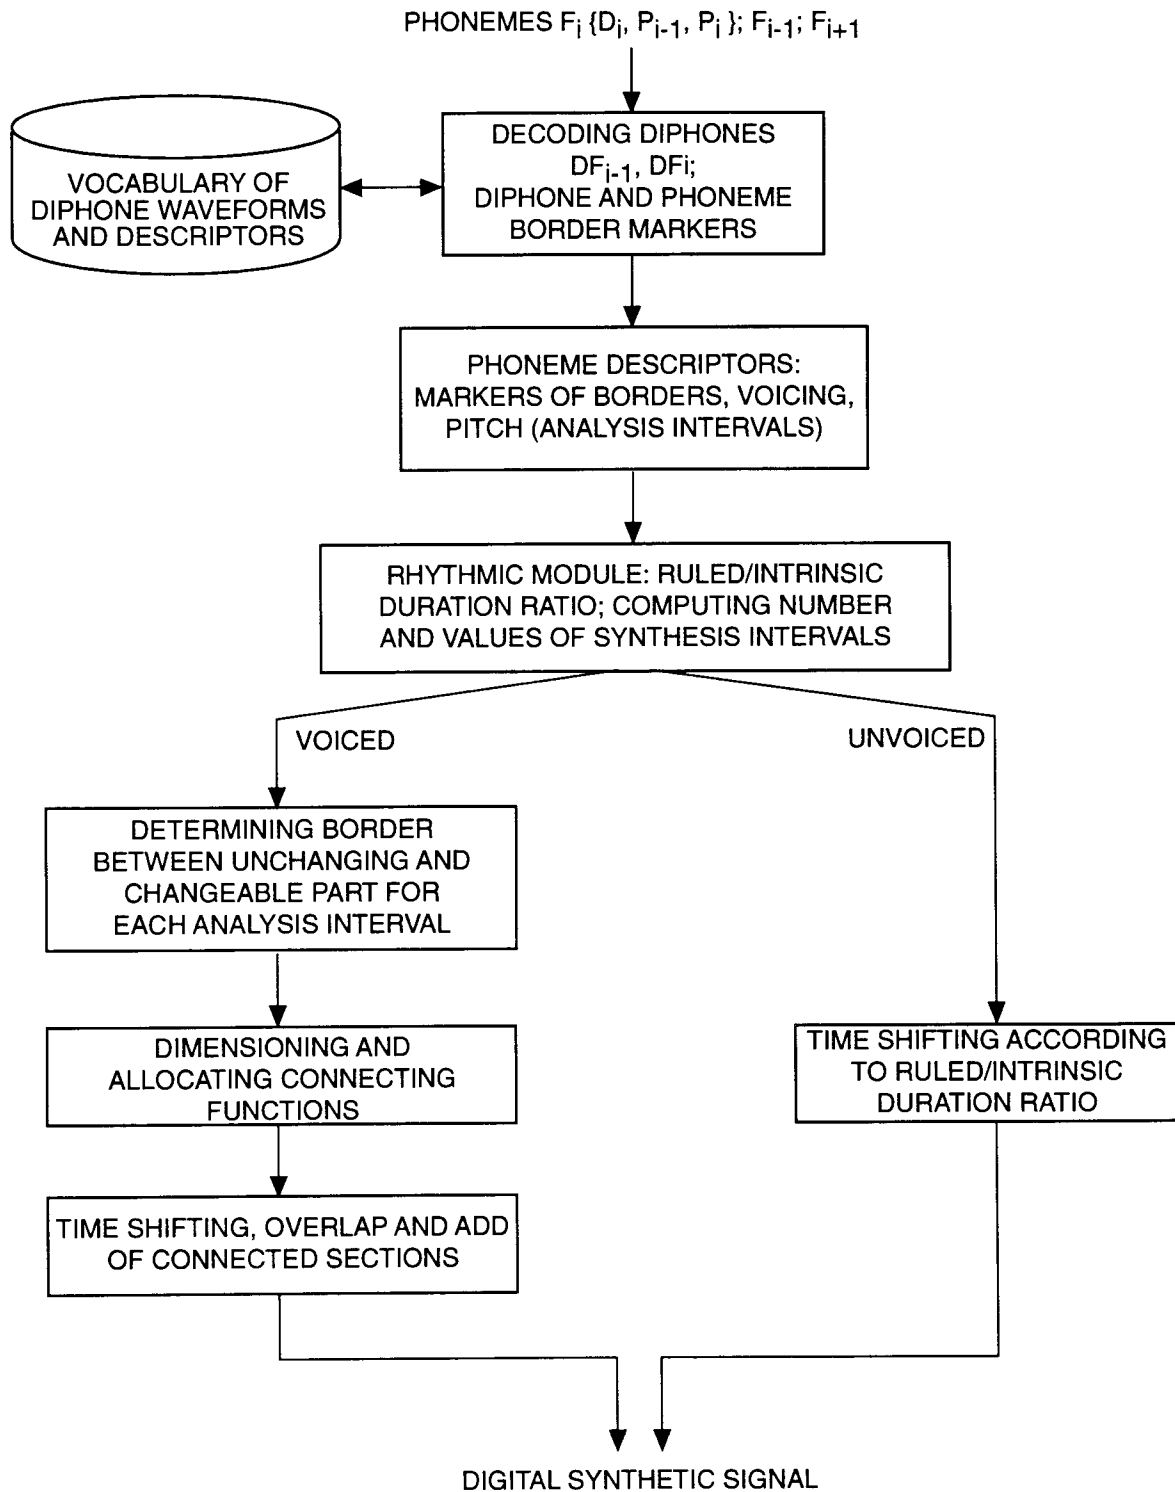 PHONEMES Fi {Di, Pi-1, Pi }; Fi-1; Fi+1
VOCABULARY OF
DIPHONE WAVEFORMS
AND DESCRIPTORS
DECODING DIPHONES
DFi-1, DFi;
DIPHONE AND PHONEME
BORDER MARKERS
PHONEME DESCRIPTORS:
MARKERS OF BORDERS, VOICING,
PITCH (ANALYSIS INTERVALS)
RHYTHMIC MODULE: RULED/INTRINSIC
DURATION RATIO; COMPUTING NUMBER
AND VALUES OF SYNTHESIS INTERVALS
VOICED
UNVOICED
DETERMINING BORDER
BETWEEN UNCHANGING AND
CHANGEABLE PART FOR
EACH ANALYSIS INTERVAL
DIMENSIONING AND
ALLOCATING CONNECTING
FUNCTIONS
TIME SHIFTING ACCORDING
TO RULED/INTRINSIC
DURATION RATIO
TIME SHIFTING, OVERLAP AND ADD
OF CONNECTED SECTIONS
DIGITAL SYNTHETIC SIGNAL